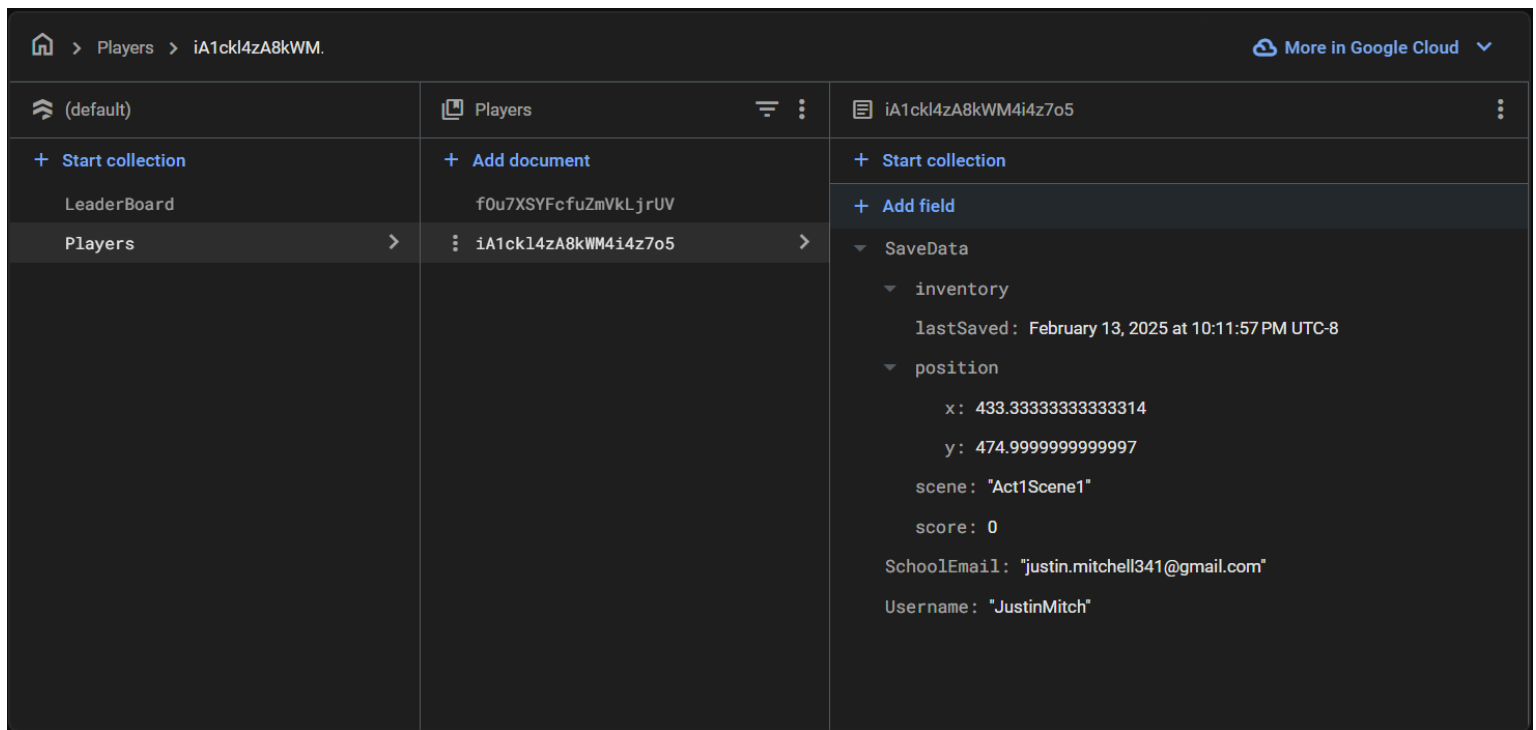 Players iA1ckl4zA8kWM.
More in Google Cloud
(default)
Players
iA1ckl4zA8kWM4i4z7o5
+ Start collection
+ Add document
+ Start collection
LeaderBoard
fOu7XSYFcfuZmVkLjrUV
+ Add field
Players
iA1ckl4zA8kWM4i4z7o5
SaveData
inventory
lastSaved: February 13, 2025 at 10:11:57 PM UTC-8
position
x: 433.33333333333314
y: 474.9999999999997
scene: "Act1Scene1"
score: 0
SchoolEmail: "justin.mitchell341@gmail.com"
Username: "JustinMitch"